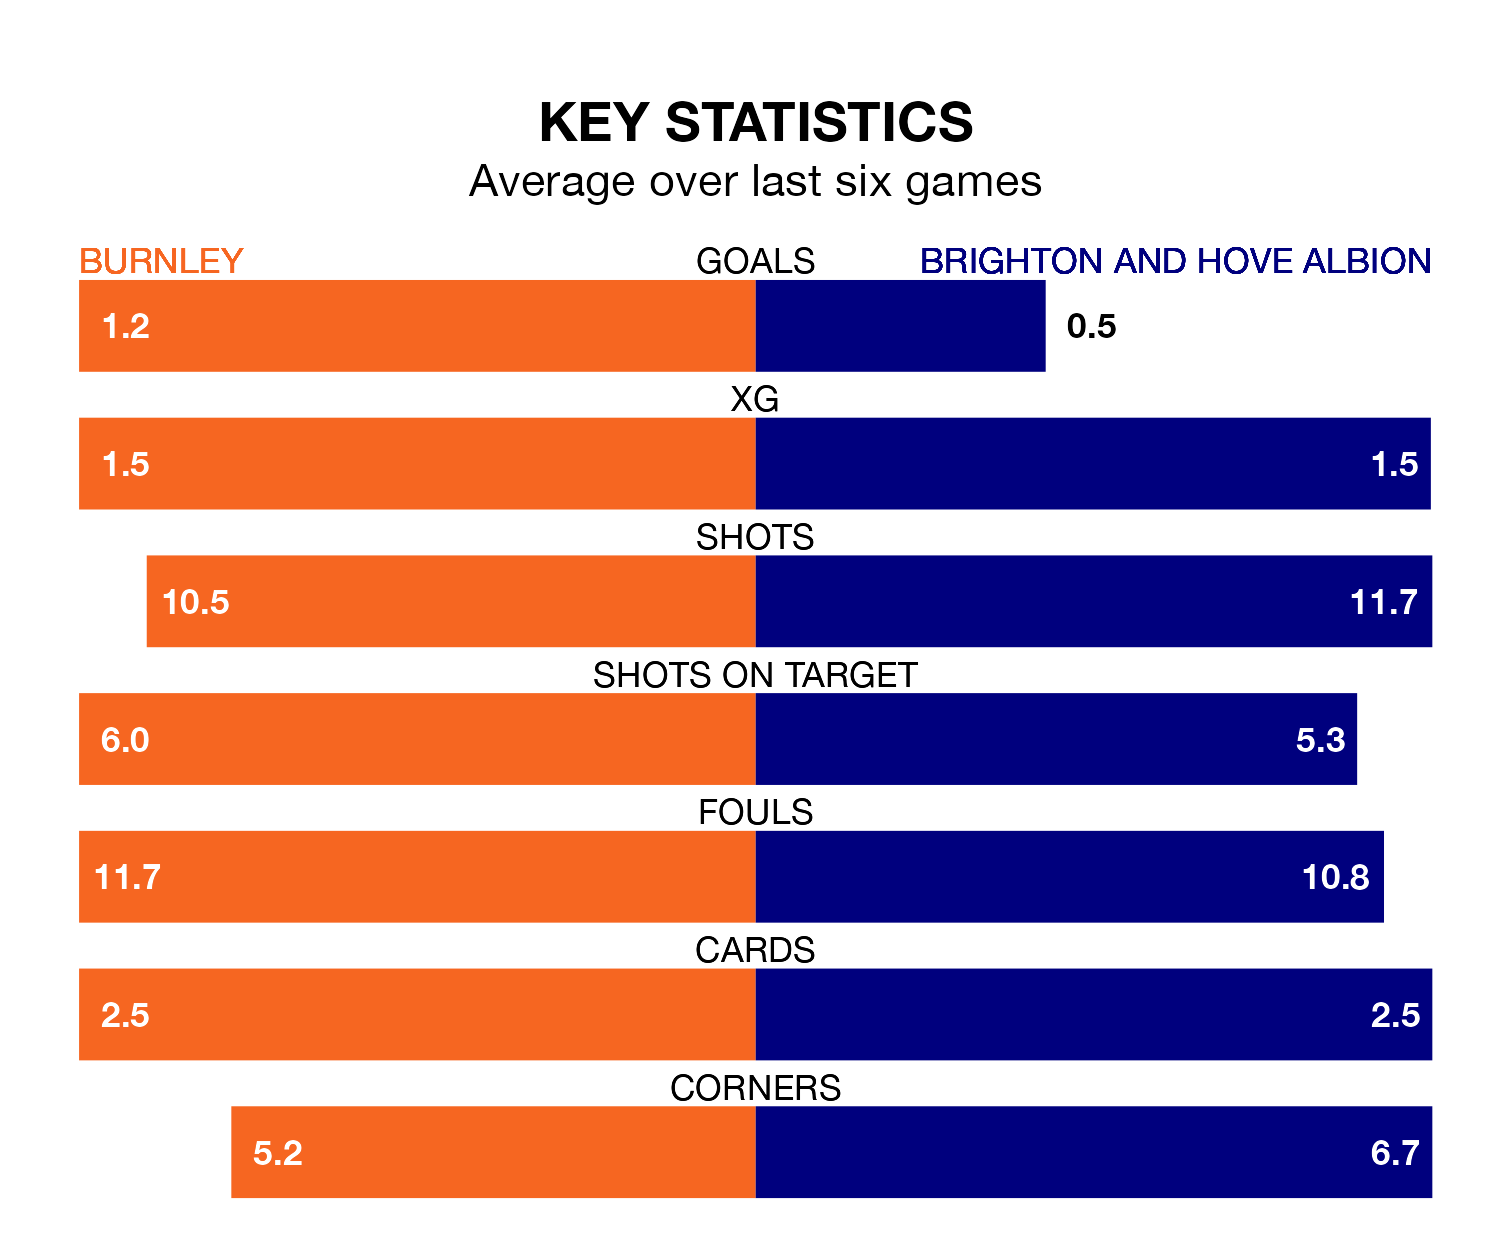 KEY STATISTICS
Average over last six games
BURNLEY GOALS BRIGHTON AND HOVE ALBION
1.2 0.5
XG
1.5 1.5
SHOTS
10.5 11.7
SHOTS ON TARGET
6.0 5.3
FOULS
11.7 10.8
CARDS
2.5 2.5
CORNERS
5.2 6.7